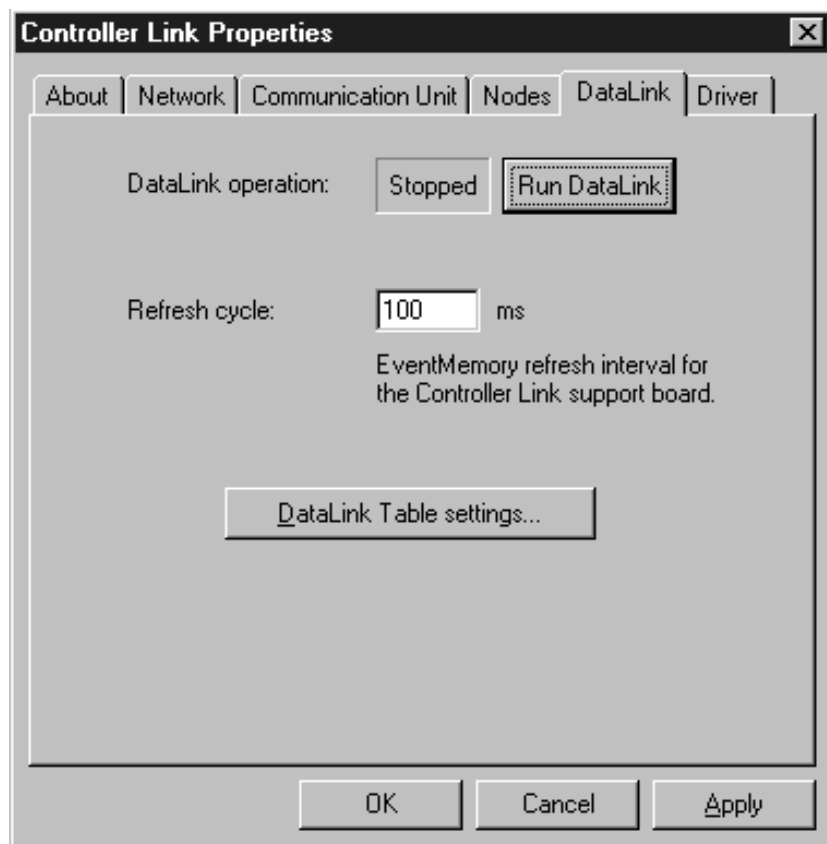 Controller Link Properties
About Network Communication Unit Nodes DataLink Driver
DataLink operation: Stopped Run DataLink
Refresh cycle: 100 ms
EventMemory refresh interval for
the Controller Link support board.
DataLink Table settings...
OK Cancel Apply